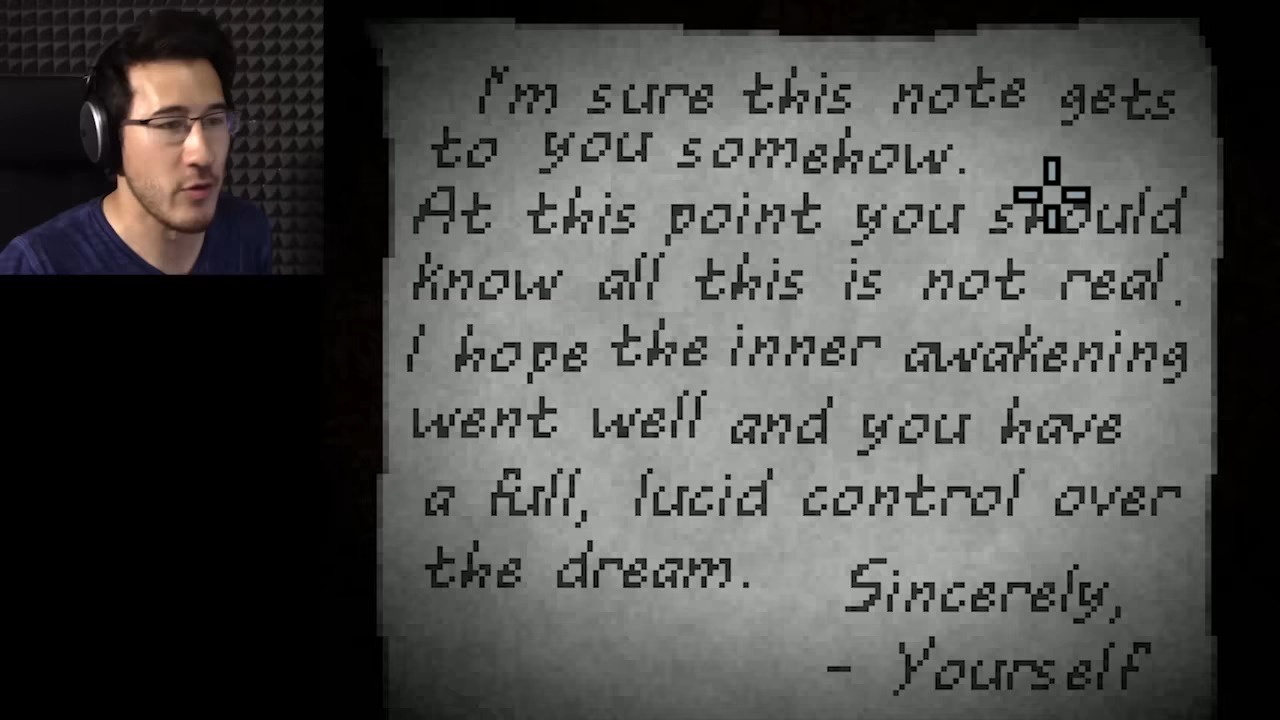 I'm sure this note gets
to you somehow.
At this point you should
know all this is not real.
I hope the inner awakening
went well and you have
a full, lucid control over
the dream.
Sincerely,
- Yourself